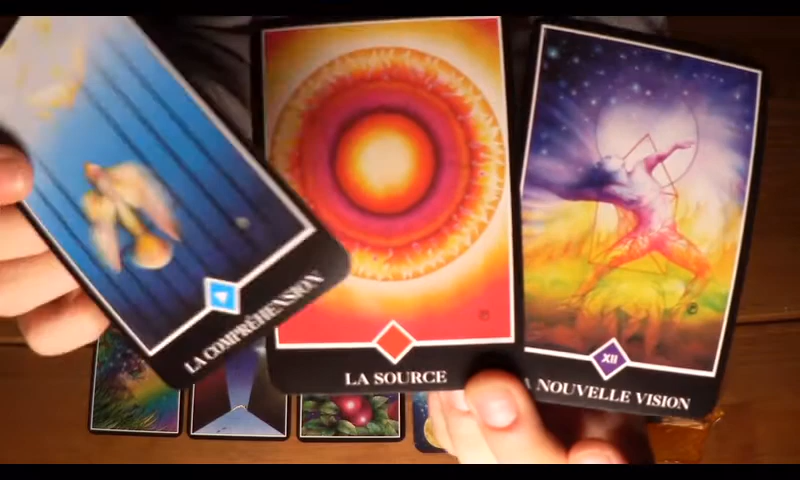 LA COMPRÉHENSION
LA SOURCE
XII
A NOUVELLE VISION